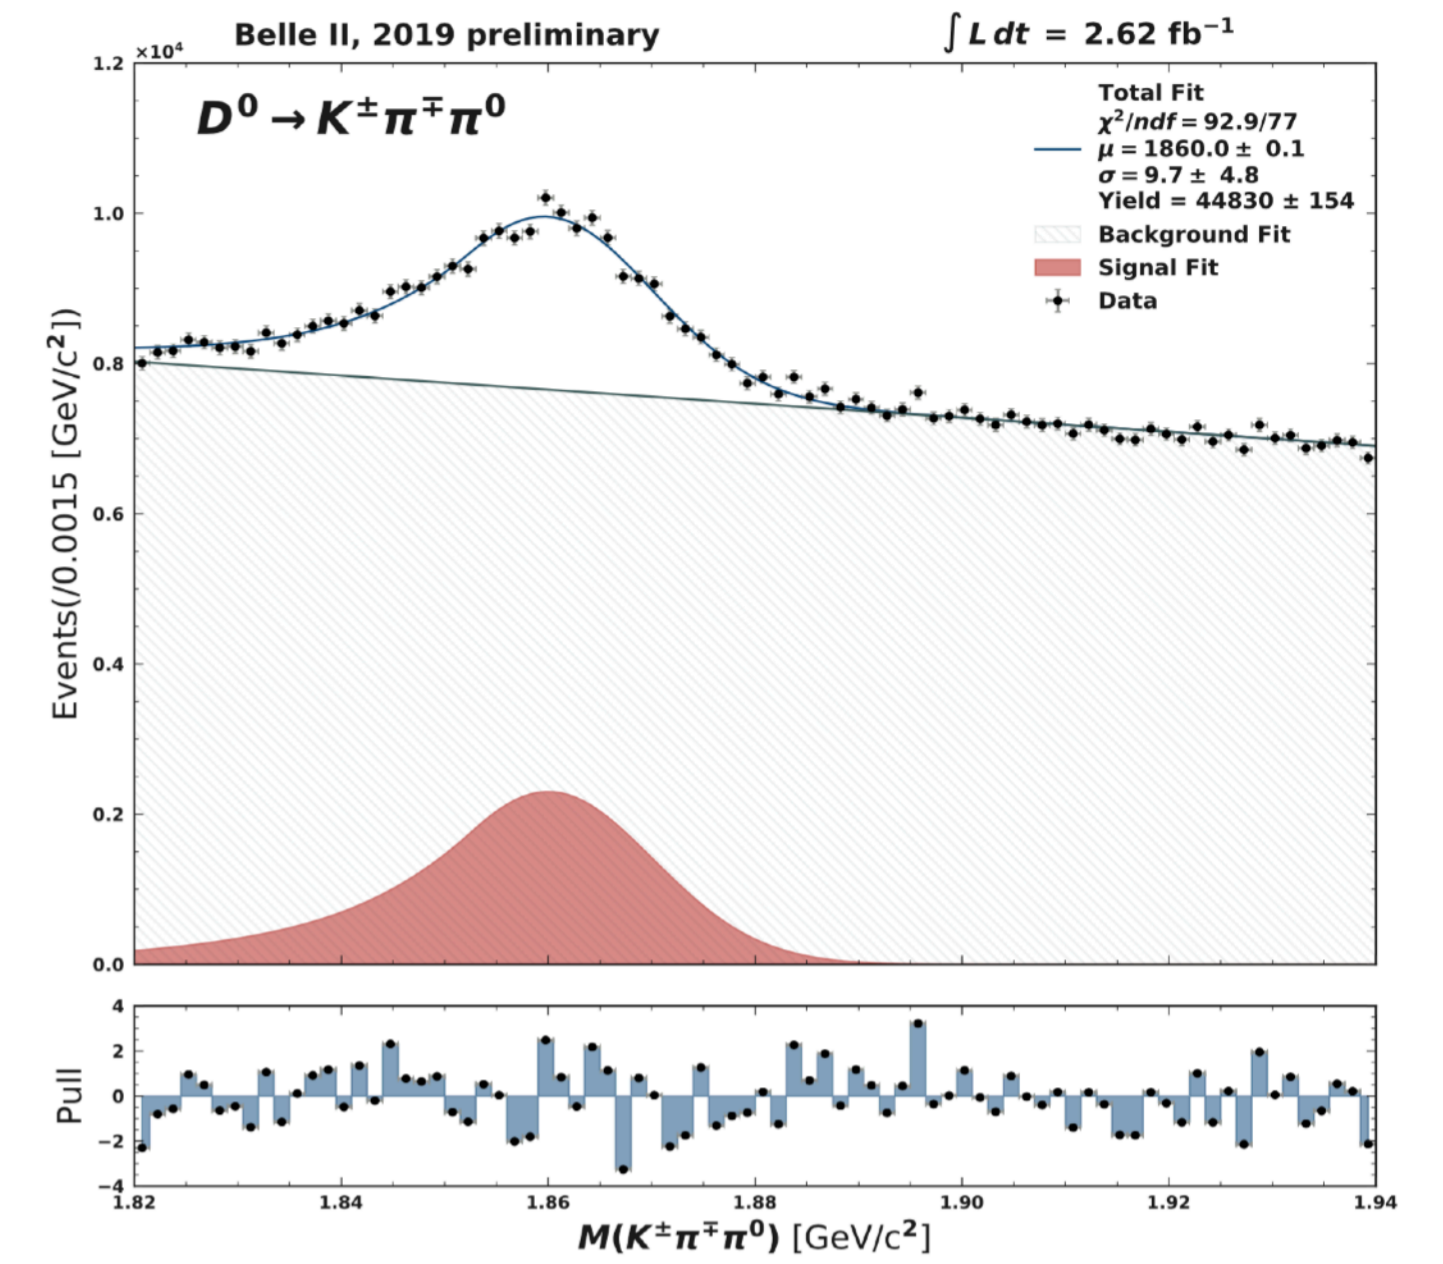 Belle II, 2019 preliminary
∫ L dt = 2.62 fb⁻¹
×10⁴
D⁰ → K±π∓π⁰
Total Fit
χ²/ndf = 92.9/77
μ = 1860.0 ± 0.1
σ = 9.7 ± 4.8
Yield = 44830 ± 154
Background Fit
Signal Fit
Data
Events(/0.0015 [GeV/c²])
1.2
1.0
0.8
0.6
0.4
0.2
0.0
Pull
4
2
0
−2
−4
1.82 1.84 1.86 1.88 1.90 1.92 1.94
M(K±π∓π⁰) [GeV/c²]